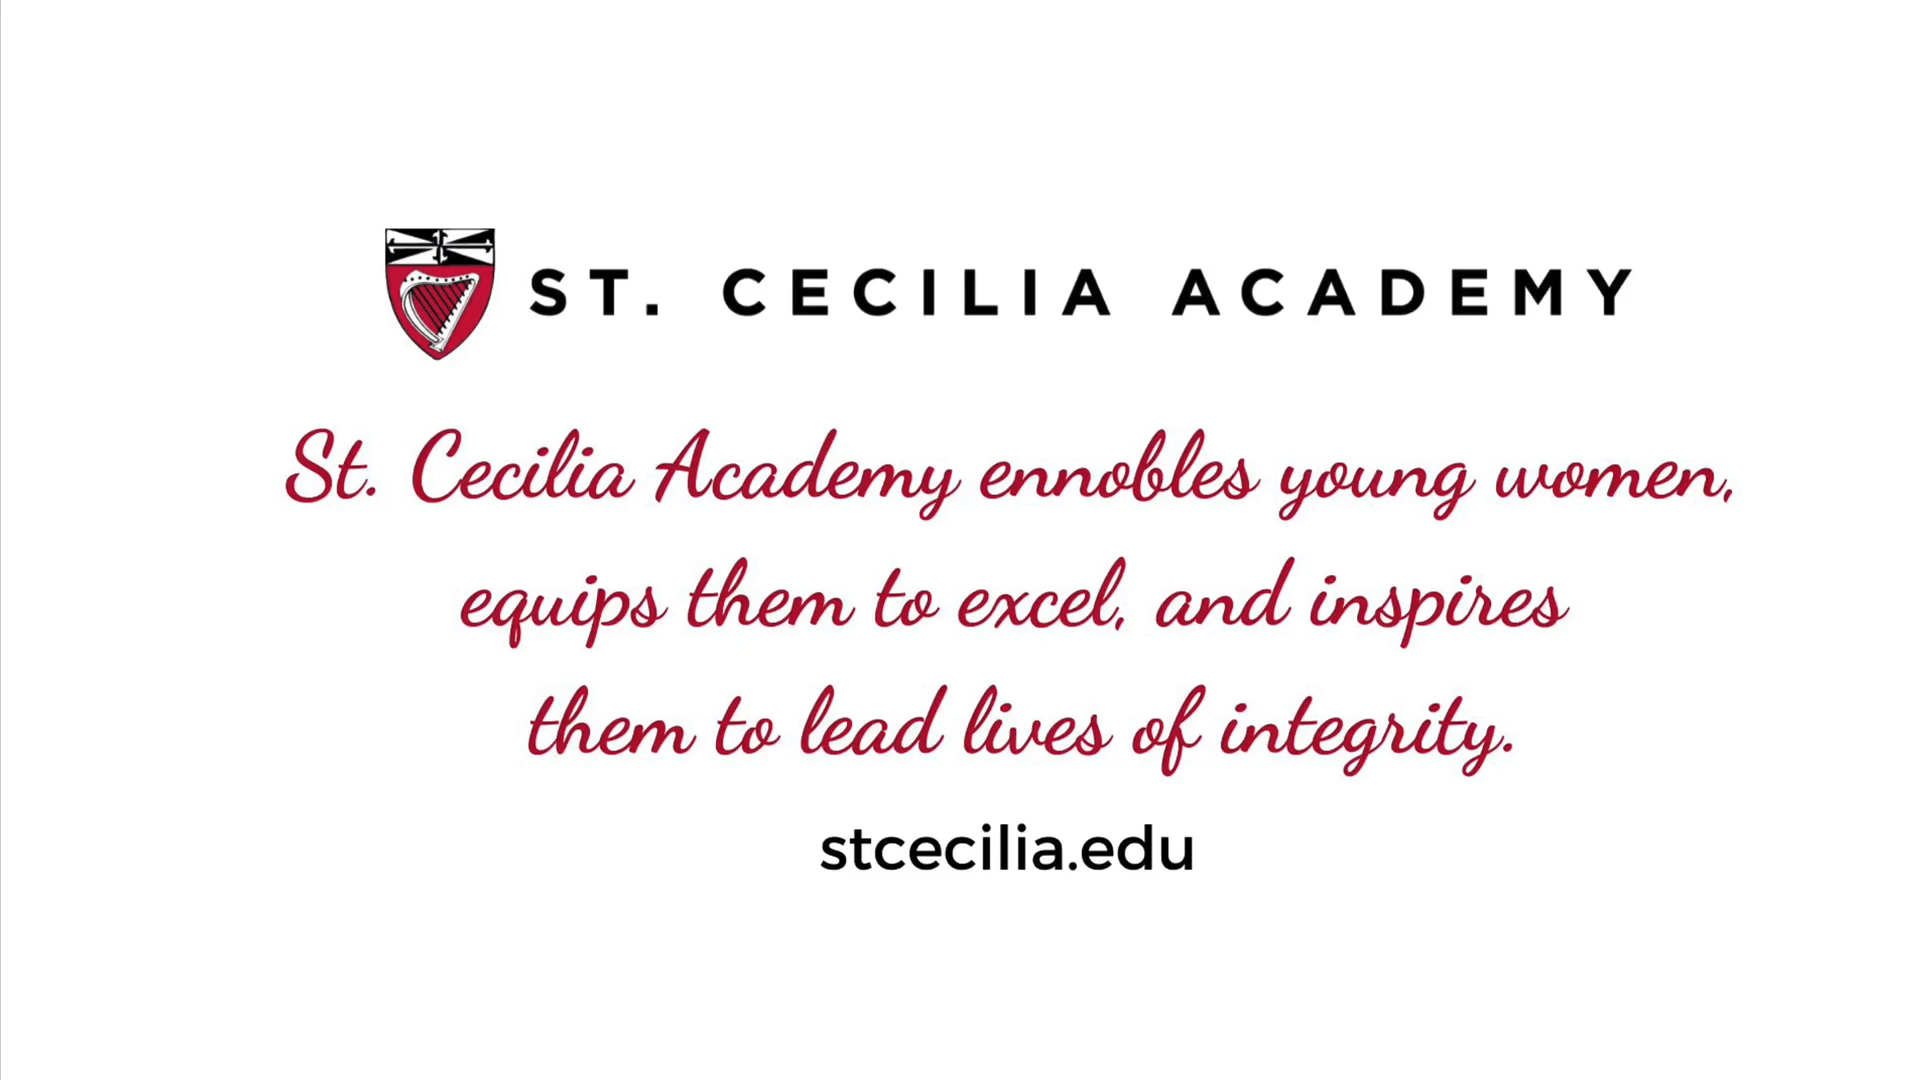 ST. CECILIA ACADEMY
St. Cecilia Academy ennobles young women,
equips them to excel, and inspires
them to lead lives of integrity.
stcecilia.edu